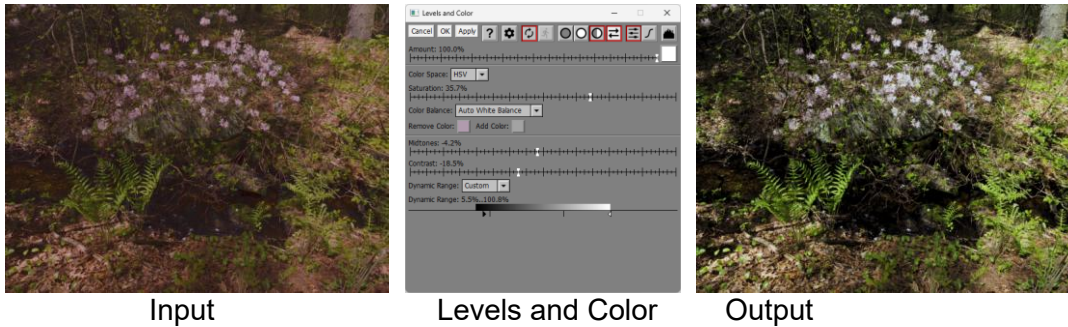 Levels and Color
Cancel OK Apply ?
Amount: 100.0%
Color Space: HSV
Saturation: 35.7%
Color Balance: Auto White Balance
Remove Color: Add Color:
Midtones: -4.2%
Contrast: -18.5%
Dynamic Range: Custom
Dynamic Range: 5.5%..100.8%
Input Levels and Color Output